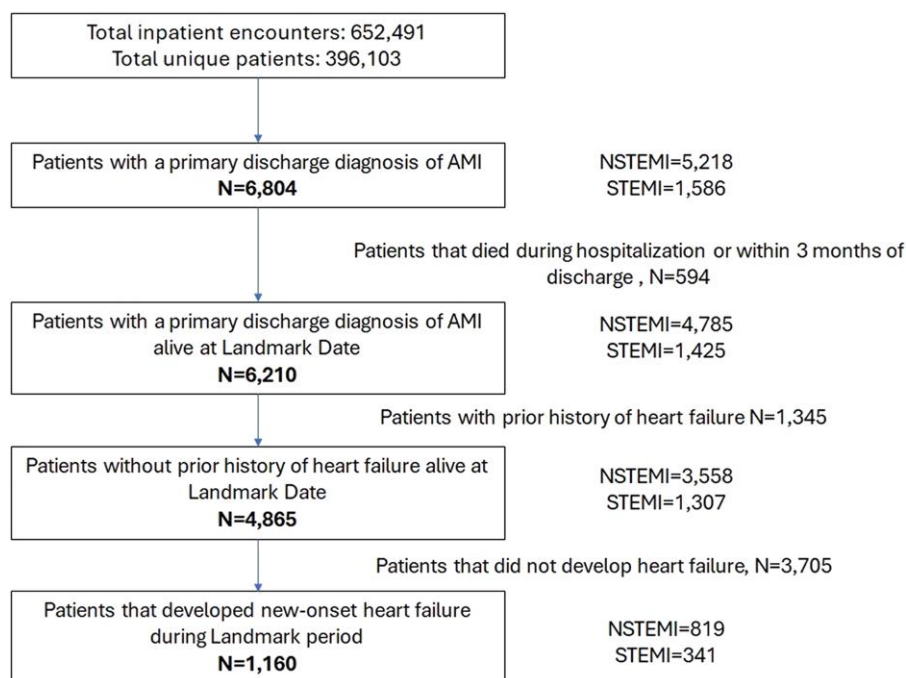 Total inpatient encounters: 652,491
Total unique patients: 396,103
Patients with a primary discharge diagnosis of AMI
N=6,804
NSTEMI=5,218
STEMI=1,586
Patients that died during hospitalization or within 3 months of
discharge , N=594
Patients with a primary discharge diagnosis of AMI
alive at Landmark Date
N=6,210
NSTEMI=4,785
STEMI=1,425
Patients with prior history of heart failure N=1,345
Patients without prior history of heart failure alive at
Landmark Date
N=4,865
NSTEMI=3,558
STEMI=1,307
Patients that did not develop heart failure, N=3,705
Patients that developed new-onset heart failure
during Landmark period
N=1,160
NSTEMI=819
STEMI=341